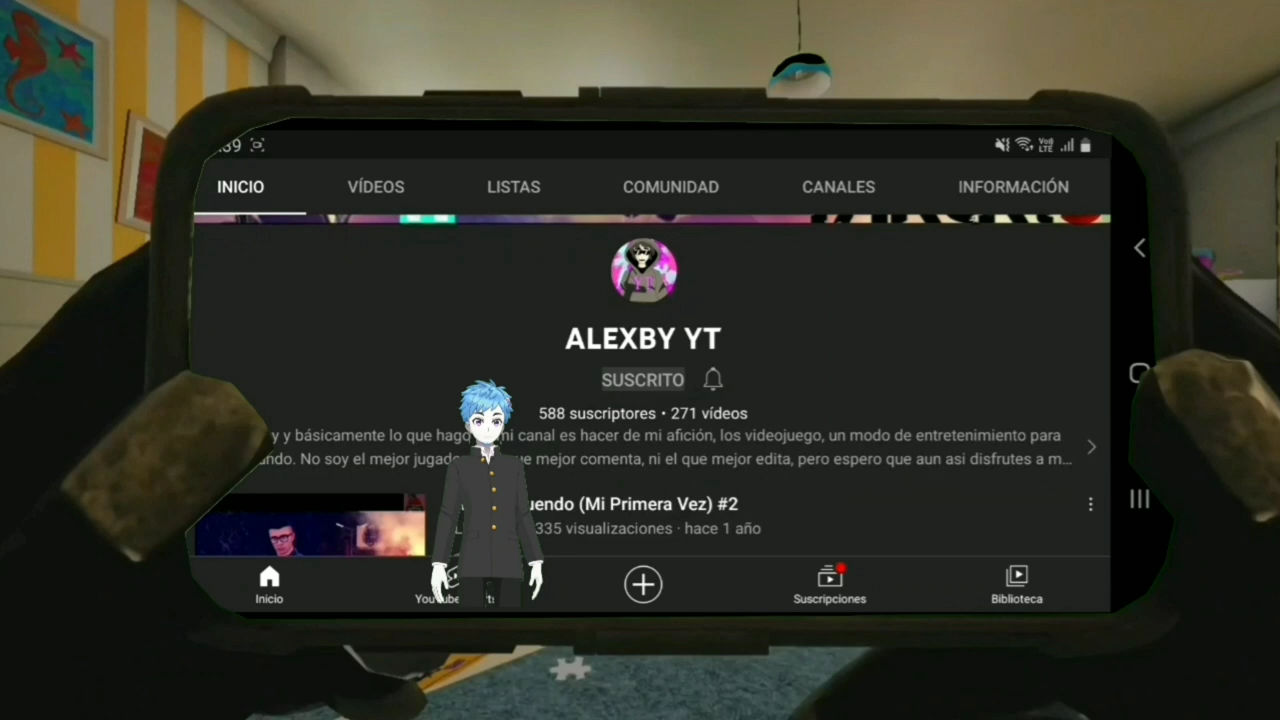 INICIO VÍDEOS LISTAS COMUNIDAD CANALES INFORMACIÓN
ALEXBY YT
SUSCRITO
588 suscriptores • 271 vídeos
y básicamente lo que hago mi canal es hacer de mi afición, los videojuego, un modo de entretenimiento para
No soy el mejor que mejor comenta, ni el que mejor edita, pero espero que aun asi disfrutes a m...
(Mi Primera Vez) #2
335 visualizaciones · hace 1 año
Inicio Suscripciones Biblioteca